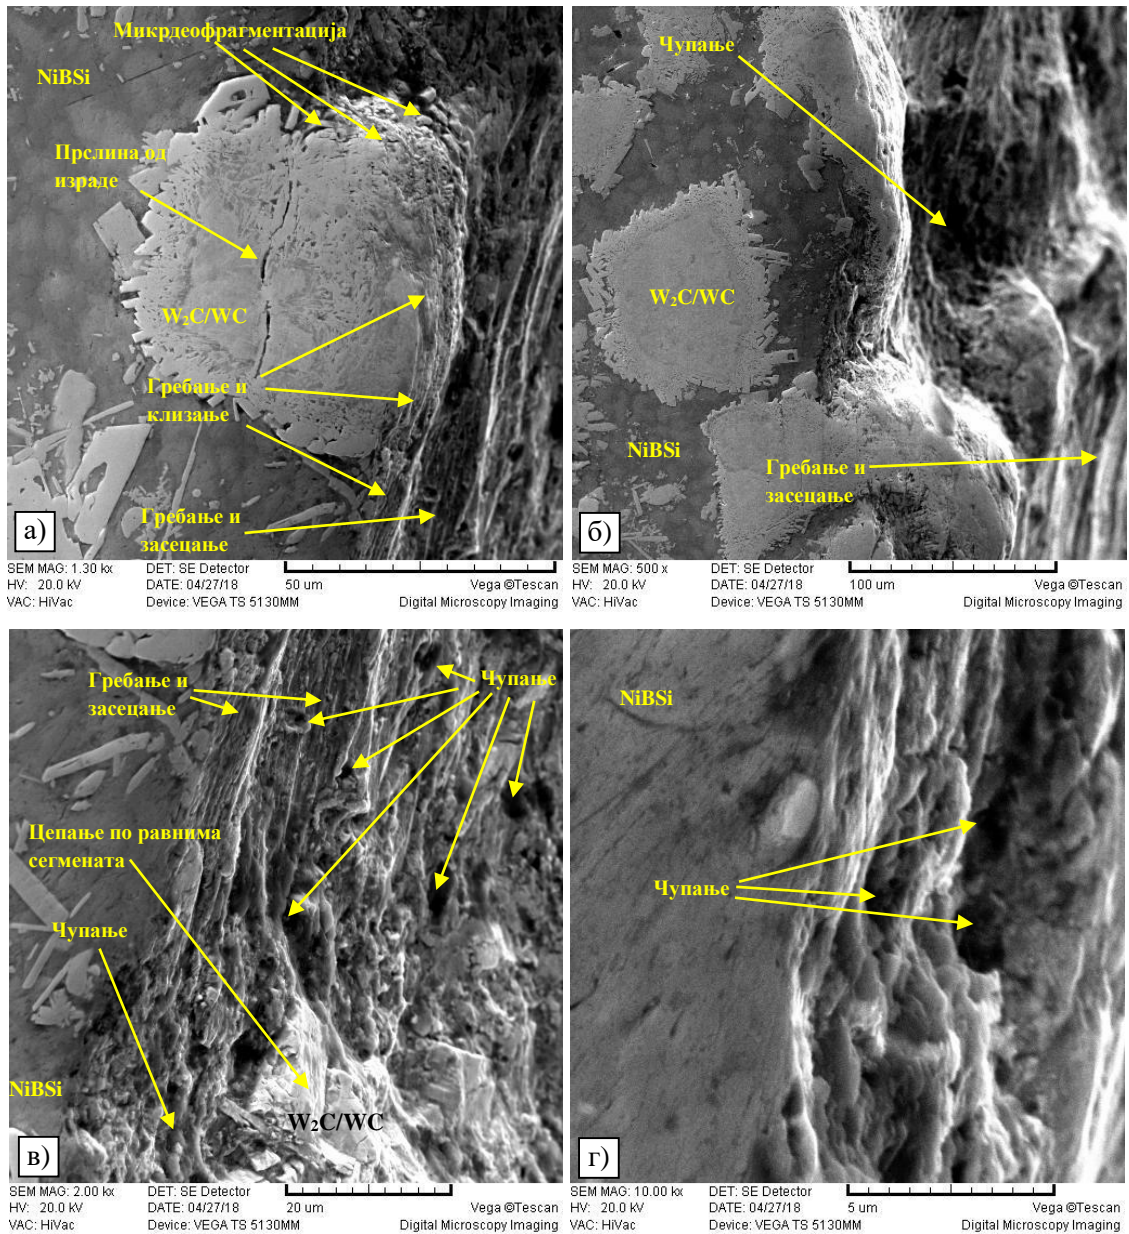 Микрдеофрагментација
NiBSi
Прслина од
израде
W₂C/WC
Гребање и
клизање
Гребање и
засецање
а)
SEM MAG: 1.30 kx DET: SE Detector
HV: 20.0 kV DATE: 04/27/18 50 um Vega ©Tescan
VAC: HiVac Device: VEGA TS 5130MM Digital Microscopy Imaging
Чупање
W₂C/WC
NiBSi
Гребање и
засецање
б)
SEM MAG: 500 x DET: SE Detector
HV: 20.0 kV DATE: 04/27/18 100 um Vega ©Tescan
VAC: HiVac Device: VEGA TS 5130MM Digital Microscopy Imaging
Гребање и
засецање
Чупање
Цепање по равнима
сегмената
Чупање
NiBSi
W₂C/WC
в)
SEM MAG: 2.00 kx DET: SE Detector
HV: 20.0 kV DATE: 04/27/18 20 um Vega ©Tescan
VAC: HiVac Device: VEGA TS 5130MM Digital Microscopy Imaging
NiBSi
Чупање
г)
SEM MAG: 10.00 kx DET: SE Detector
HV: 20.0 kV DATE: 04/27/18 5 um Vega ©Tescan
VAC: HiVac Device: VEGA TS 5130MM Digital Microscopy Imaging